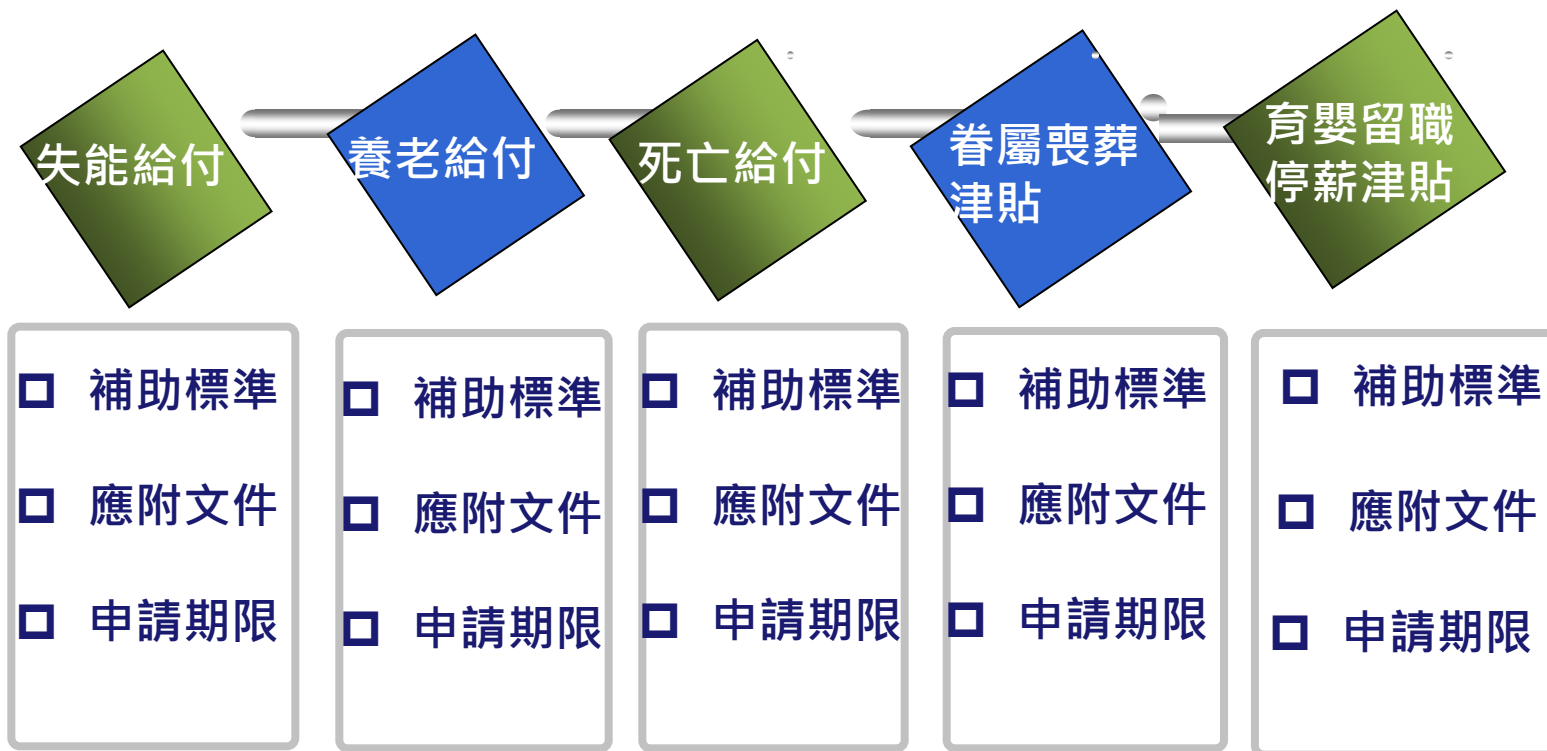 失能給付
養老給付
死亡給付
眷屬喪葬
津貼
育嬰留職
停薪津貼
補助標準
應附文件
申請期限
補助標準
應附文件
申請期限
補助標準
應附文件
申請期限
補助標準
應附文件
申請期限
補助標準
應附文件
申請期限